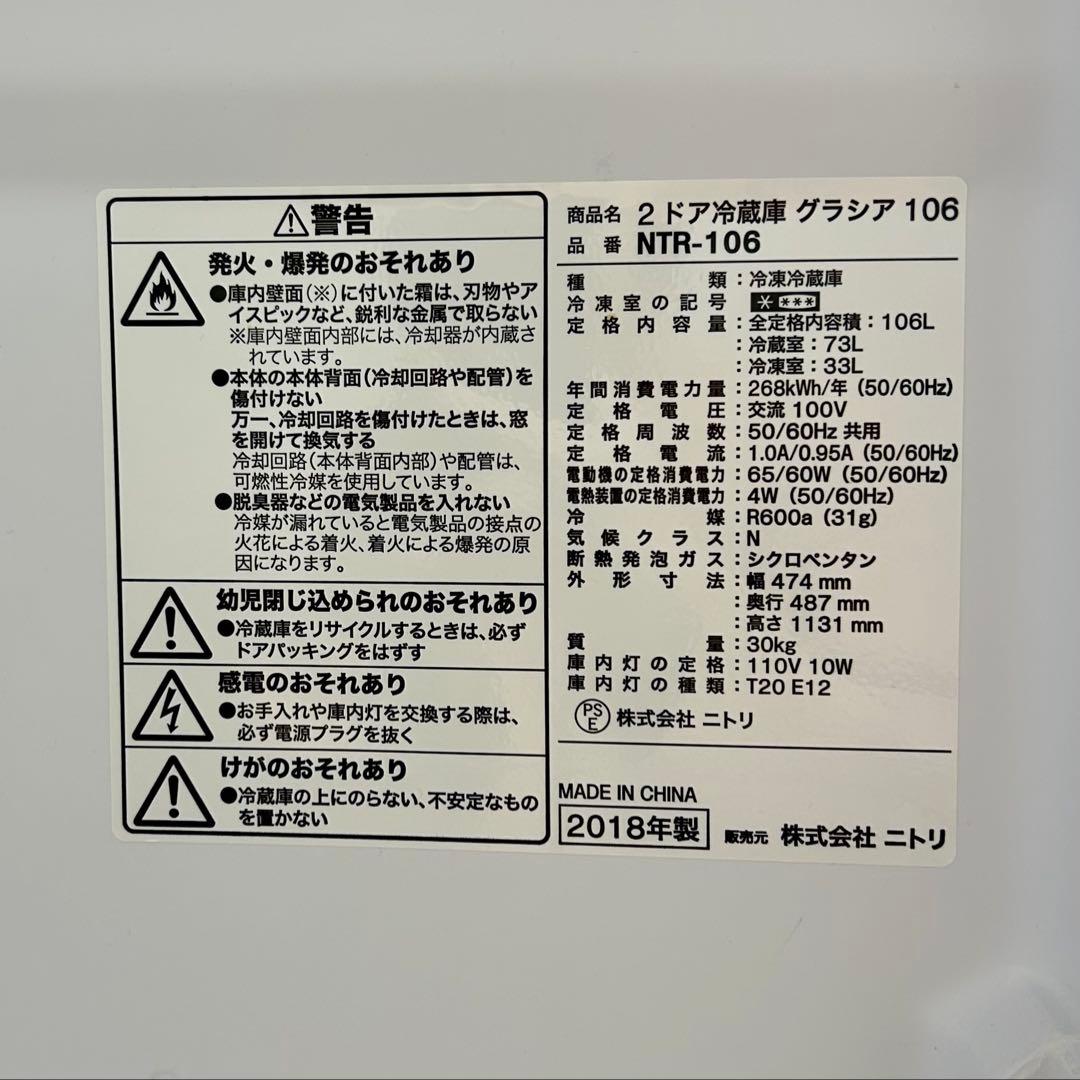 ⚠警告
発火・爆発のおそれあり
●庫内壁面（※）に付いた霜は、刃物やア
イスピックなど、鋭利な金属で取らない
※庫内壁面内部には、冷却器が内蔵さ
れています。
●本体の本体背面（冷却回路や配管）を
傷付けない
万一、冷却回路を傷付けたときは、窓
を開けて換気する
冷却回路（本体背面内部）や配管は、
可燃性冷媒を使用しています。
●脱臭器などの電気製品を入れない
冷媒が漏れていると電気製品の接点の
火花による着火、着火による爆発の原
因になります。
幼児閉じ込められのおそれあり
●冷蔵庫をリサイクルするときは、必ず
ドアパッキングをはずす
感電のおそれあり
●お手入れや庫内灯を交換する際は、
必ず電源プラグを抜く
けがのおそれあり
●冷蔵庫の上にのらない、不安定なもの
を置かない
商品名 2ドア冷蔵庫 グラシア 106
品番 NTR-106
種類：冷凍冷蔵庫
冷凍室の記号 * ***
定格内容量：全定格内容積：106L
：冷蔵室：73L
：冷凍室：33L
年間消費電力量：268kWh/年（50/60Hz）
定格電圧：交流 100V
定格周波数：50/60Hz 共用
定格電流：1.0A/0.95A（50/60Hz）
電動機の定格消費電力：65/60W（50/60Hz）
電熱装置の定格消費電力：4W（50/60Hz）
冷媒：R600a（31g）
気候クラス：N
断熱発泡ガス：シクロペンタン
外形寸法：幅 474 mm
：奥行 487 mm
：高さ 1131 mm
質量：30kg
庫内灯の定格：110V 10W
庫内灯の種類：T20 E12
PSE 株式会社 ニトリ
MADE IN CHINA
2018年製 販売元 株式会社 ニトリ